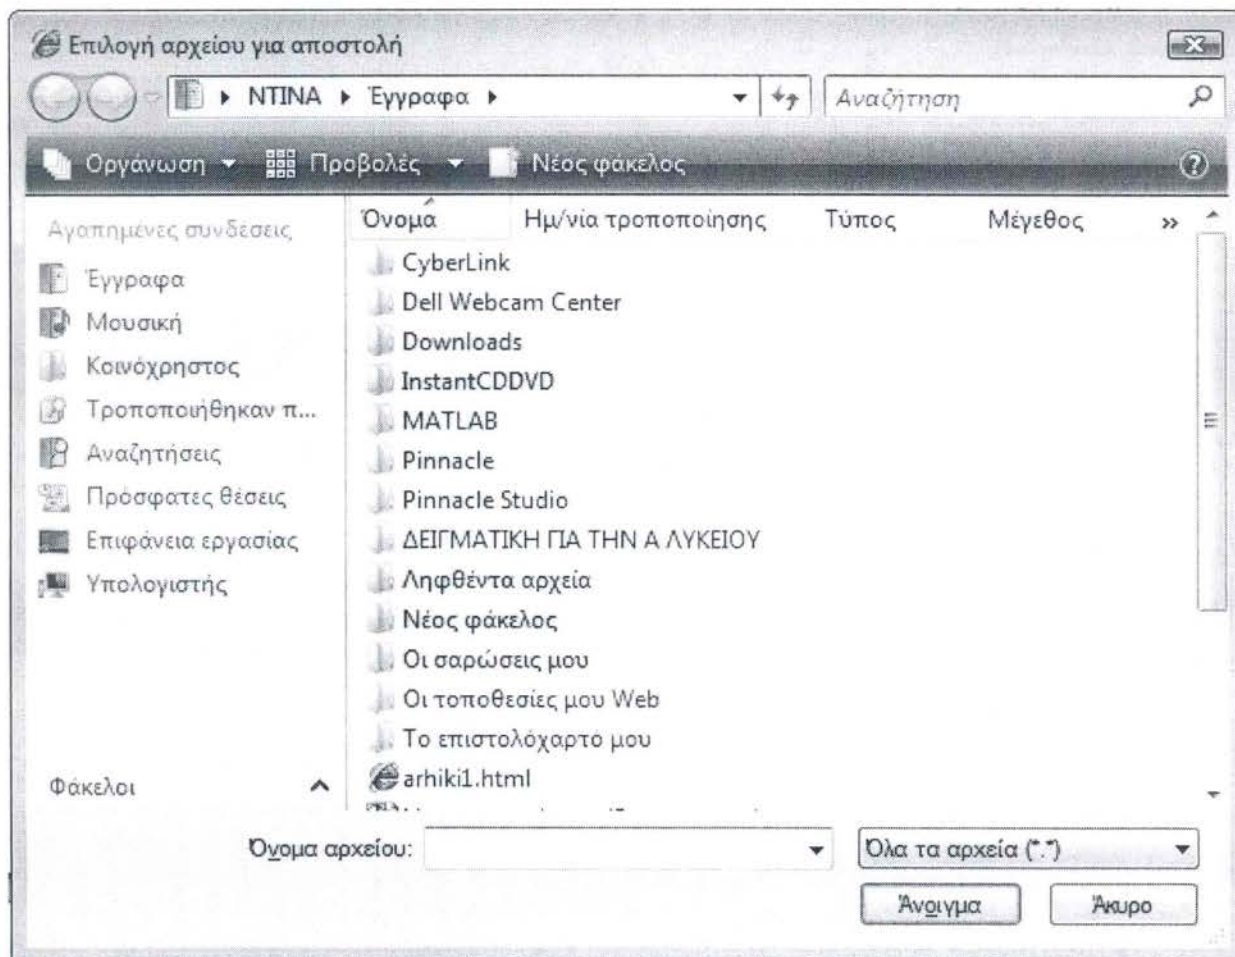 Επιλογή αρχείου για αποστολή
NTINA Έγγραφα
Αναζήτηση
Οργάνωση Προβολές Νέος φάκελος
Αγαπημένες συνδέσεις
Έγγραφα
Μουσική
Κοινόχρηστος
Τροποποιήθηκαν π...
Αναζητήσεις
Πρόσφατες θέσεις
Επιφάνεια εργασίας
Υπολογιστής
Φάκελοι
Όνομα Ημ/νία τροποποίησης Τύπος Μέγεθος »
CyberLink
Dell Webcam Center
Downloads
InstantCDDVD
MATLAB
Pinnacle
Pinnacle Studio
ΔΕΙΓΜΑΤΙΚΗ ΓΙΑ ΤΗΝ Α ΛΥΚΕΙΟΥ
Ληφθέντα αρχεία
Νέος φάκελος
Οι σαρώσεις μου
Οι τοποθεσίες μου Web
Το επιστολόχαρτό μου
arhiki1.html
Όνομα αρχείου:
Όλα τα αρχεία (*.*)
Άνοιγμα Άκυρο